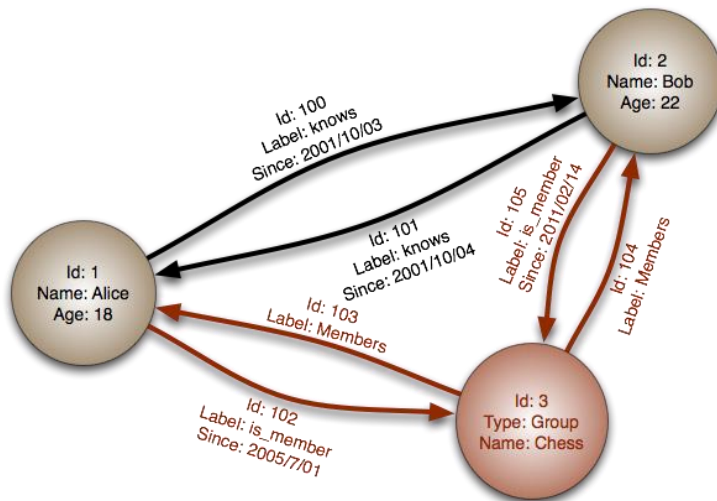 Id: 2
Name: Bob
Age: 22
Id: 100
Label: knows
Since: 2001/10/03
Id: 101
Label: knows
Since: 2001/10/04
Id: 105
Label: is_member
Since: 2011/02/14
Id: 104
Label: Members
Id: 1
Name: Alice
Age: 18
Id: 103
Label: Members
Id: 102
Label: is_member
Since: 2005/7/01
Id: 3
Type: Group
Name: Chess